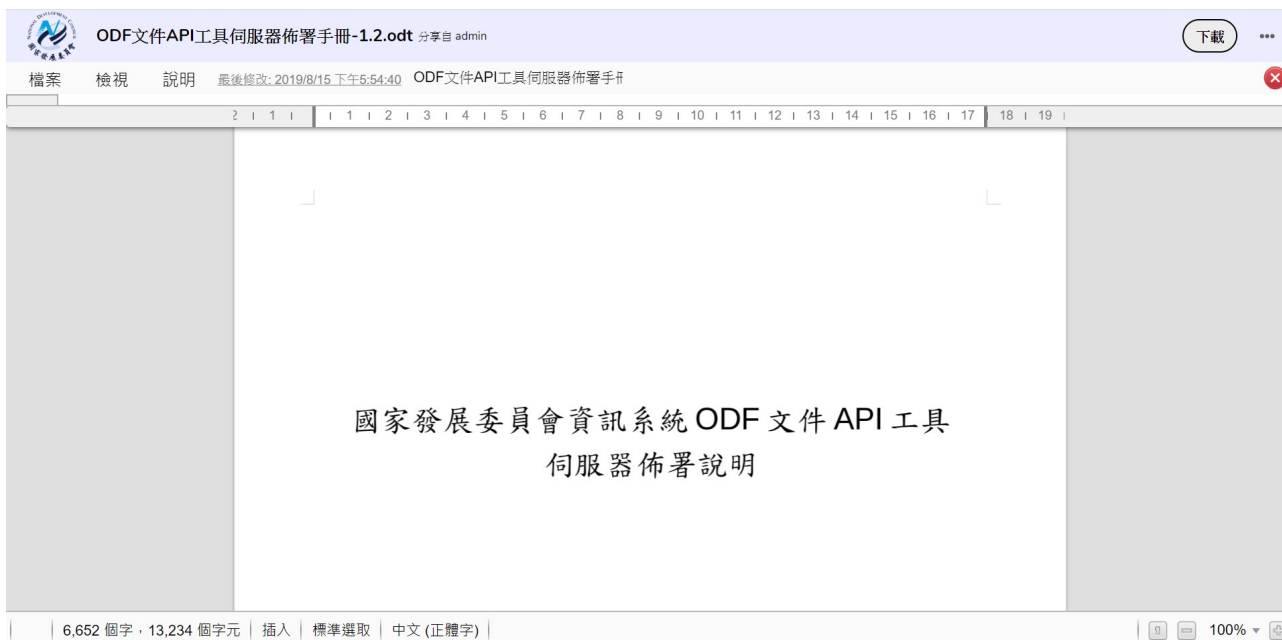 ODF文件API工具伺服器佈署手冊-1.2.odt 分享自 admin
下載
檔案 檢視 說明 最後修改: 2019/8/15 下午5:54:40 ODF文件API工具伺服器佈署手
2 1 1 2 3 4 5 6 7 8 9 10 11 12 13 14 15 16 17 18 19
國家發展委員會資訊系統 ODF 文件 API 工具
伺服器佈署說明
6,652 個字，13,234 個字元 插入 標準選取 中文 (正體字) 100%